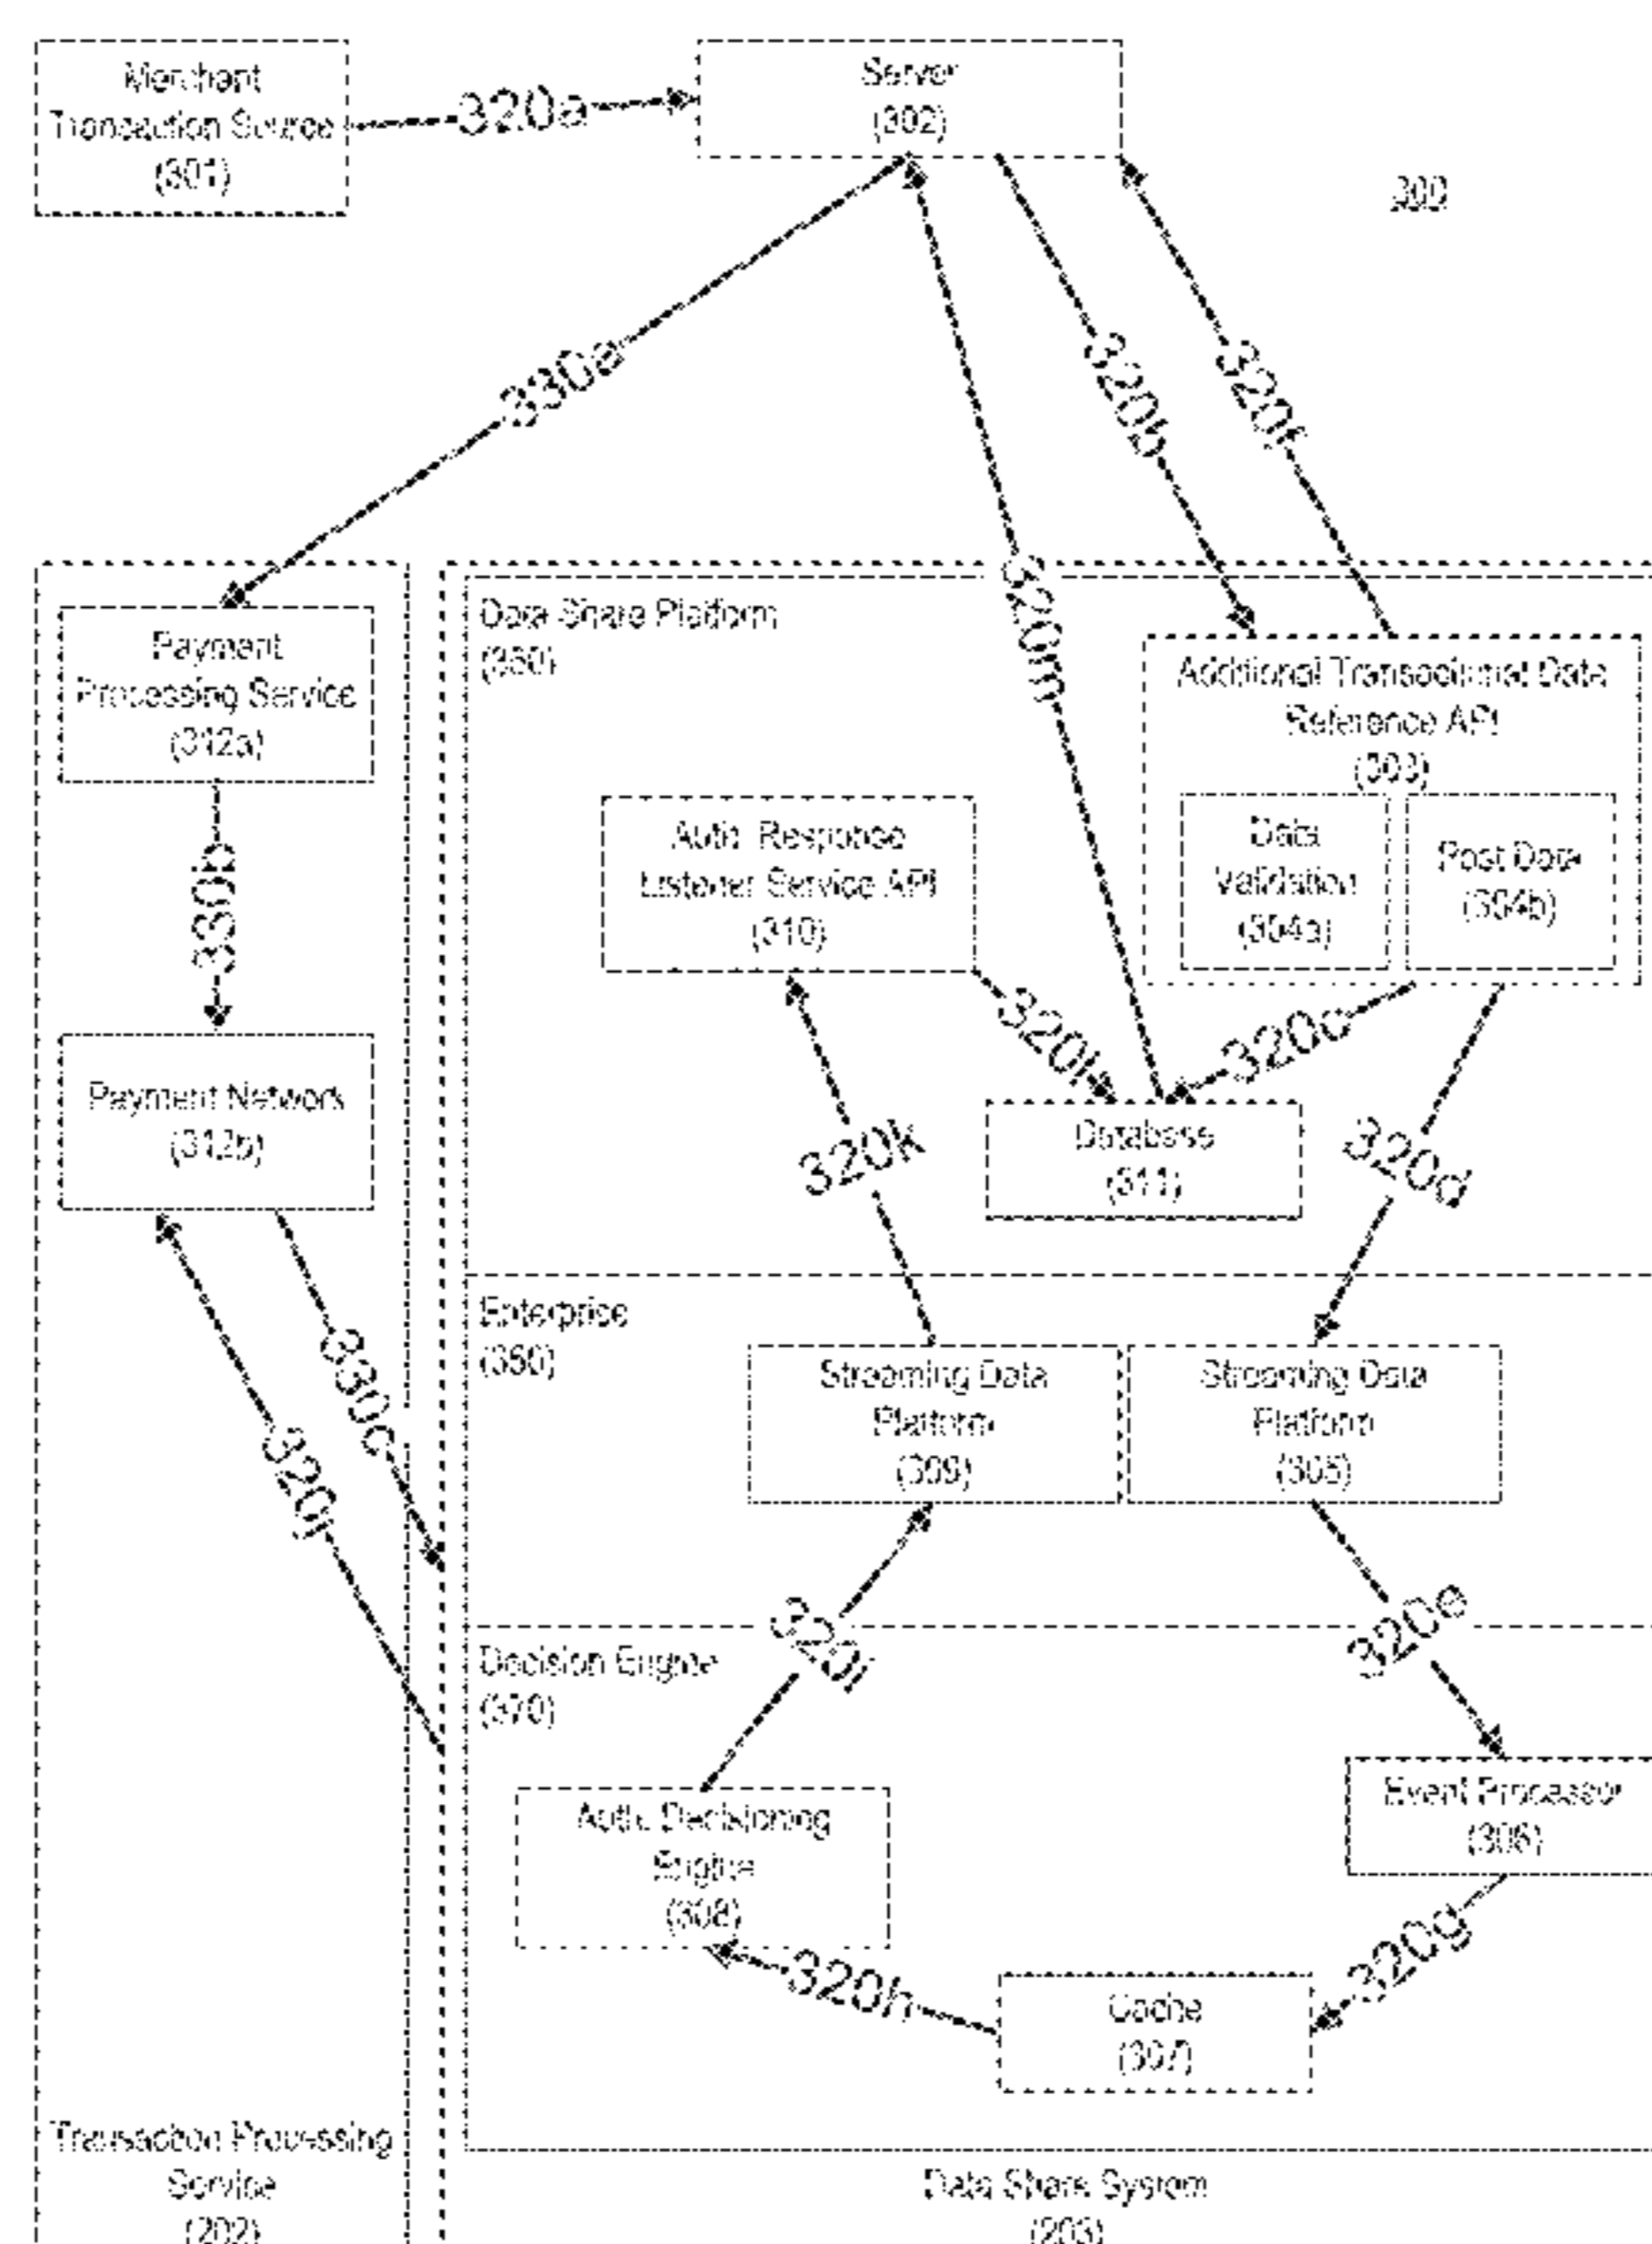 Merchant
Transaction Source
(301)
320a
Server
(302)
300
330a
320b
320f
320m
Data Share Platform
(350)
Payment
Processing Service
(312a)
Additional Transactional Data
Reference API
(303)
Data
Validation
(304a)
Post Data
(304b)
Auth. Response
Listener Service API
(310)
330b
320l
320c
Payment Network
(312b)
320k
Database
(311)
320d
Enterprise
(360)
330c
Streaming Data
Platform
(309)
Streaming Data
Platform
(305)
320j
320i
320e
Decision Engine
(370)
Auth. Decisioning
Engine
(308)
Event Processor
(306)
320h
320g
Cache
(307)
Transaction Processing
Service
(202)
Data Share System
(203)